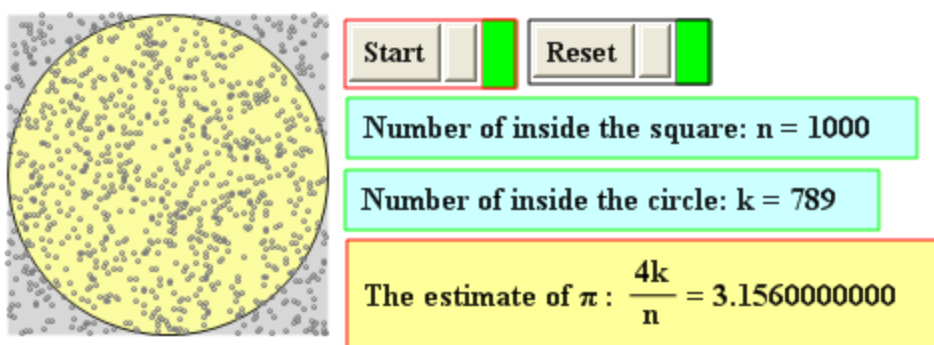 Start Reset
Number of inside the square: n = 1000
Number of inside the circle: k = 789
The estimate of π : 4k/n = 3.1560000000